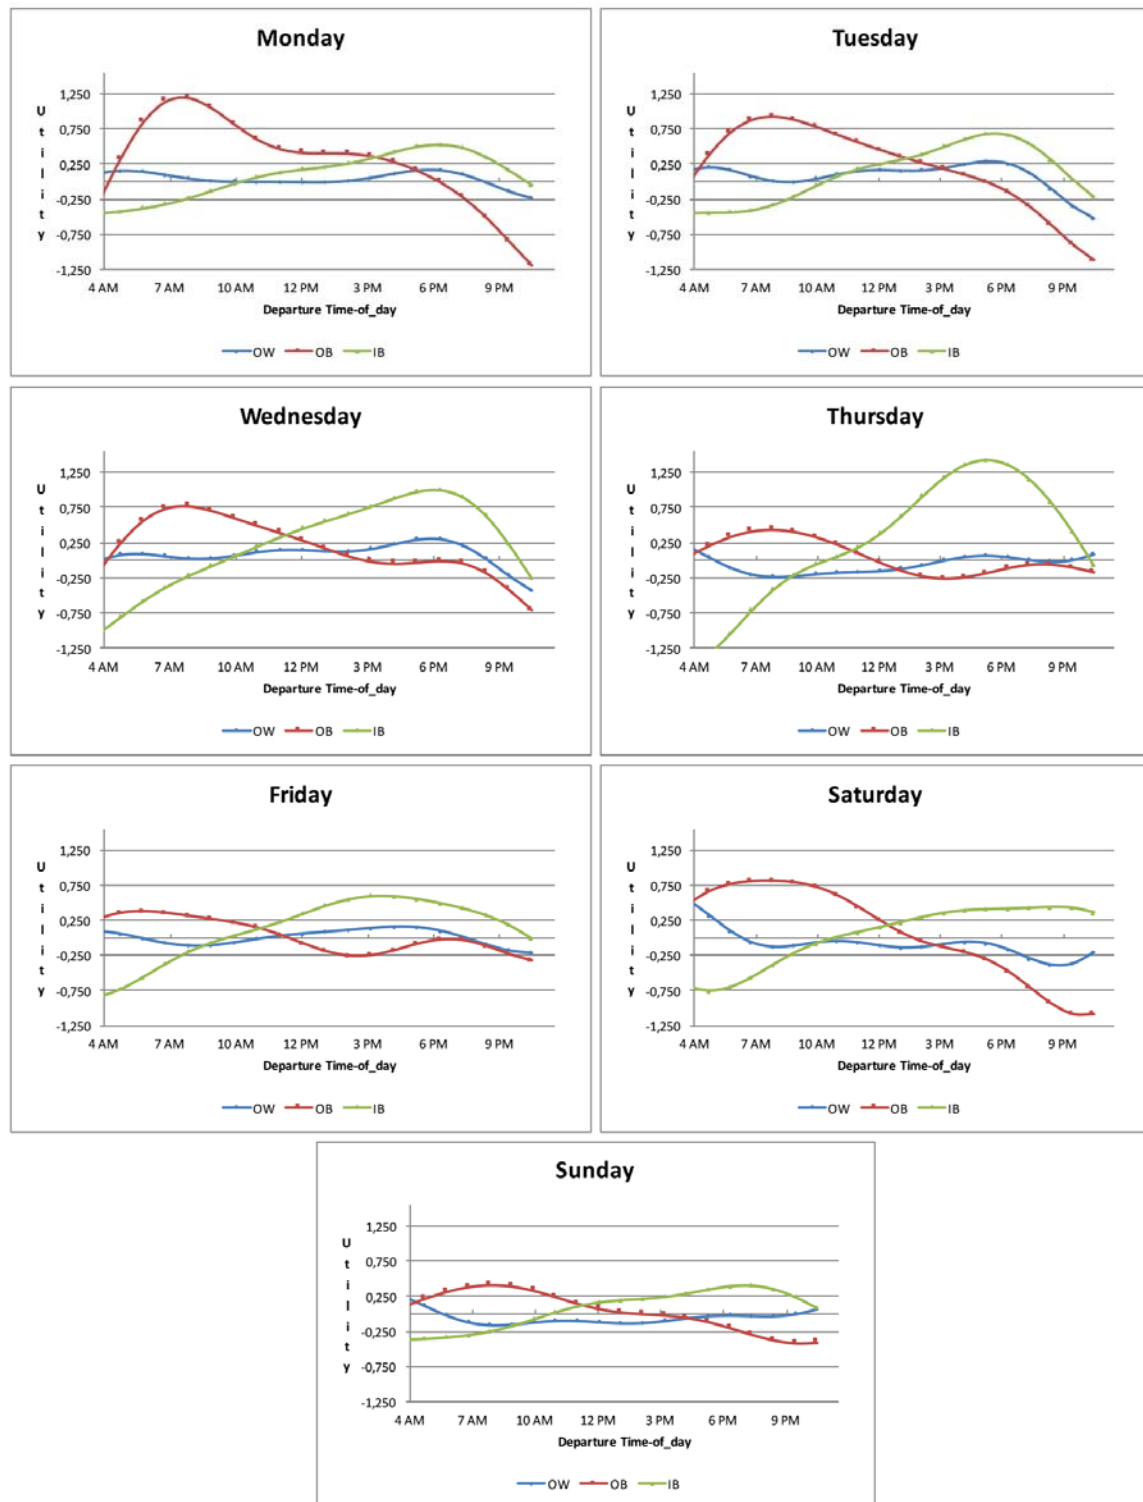 Monday
Utility
1,250
0,750
0,250
-0,250
-0,750
-1,250
4 AM 7 AM 10 AM 12 PM 3 PM 6 PM 9 PM
Departure Time-of_day
OW OB IB
Tuesday
Utility
1,250
0,750
0,250
-0,250
-0,750
-1,250
4 AM 7 AM 10 AM 12 PM 3 PM 6 PM 9 PM
Departure Time-of_day
OW OB IB
Wednesday
Utility
1,250
0,750
0,250
-0,250
-0,750
-1,250
4 AM 7 AM 10 AM 12 PM 3 PM 6 PM 9 PM
Departure Time-of_day
OW OB IB
Thursday
Utility
1,250
0,750
0,250
-0,250
-0,750
-1,250
4 AM 7 AM 10 AM 12 PM 3 PM 6 PM 9 PM
Departure Time-of_day
OW OB IB
Friday
Utility
1,250
0,750
0,250
-0,250
-0,750
-1,250
4 AM 7 AM 10 AM 12 PM 3 PM 6 PM 9 PM
Departure Time-of_day
OW OB IB
Saturday
Utility
1,250
0,750
0,250
-0,250
-0,750
-1,250
4 AM 7 AM 10 AM 12 PM 3 PM 6 PM 9 PM
Departure Time-of_day
OW OB IB
Sunday
Utility
1,250
0,750
0,250
-0,250
-0,750
-1,250
4 AM 7 AM 10 AM 12 PM 3 PM 6 PM 9 PM
Departure Time-of_day
OW OB IB